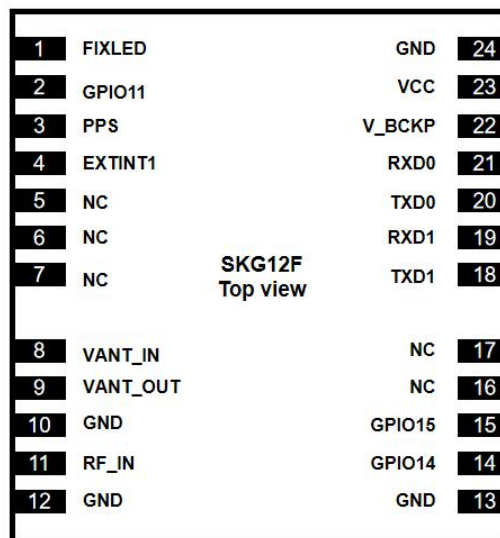 1 FIXLED GND 24
2 GPIO11 VCC 23
3 PPS V_BCKP 22
4 EXTINT1 RXD0 21
5 NC TXD0 20
6 NC RXD1 19
7 NC TXD1 18
SKG12F
Top view
8 VANT_IN NC 17
9 VANT_OUT NC 16
10 GND GPIO15 15
11 RF_IN GPIO14 14
12 GND GND 13